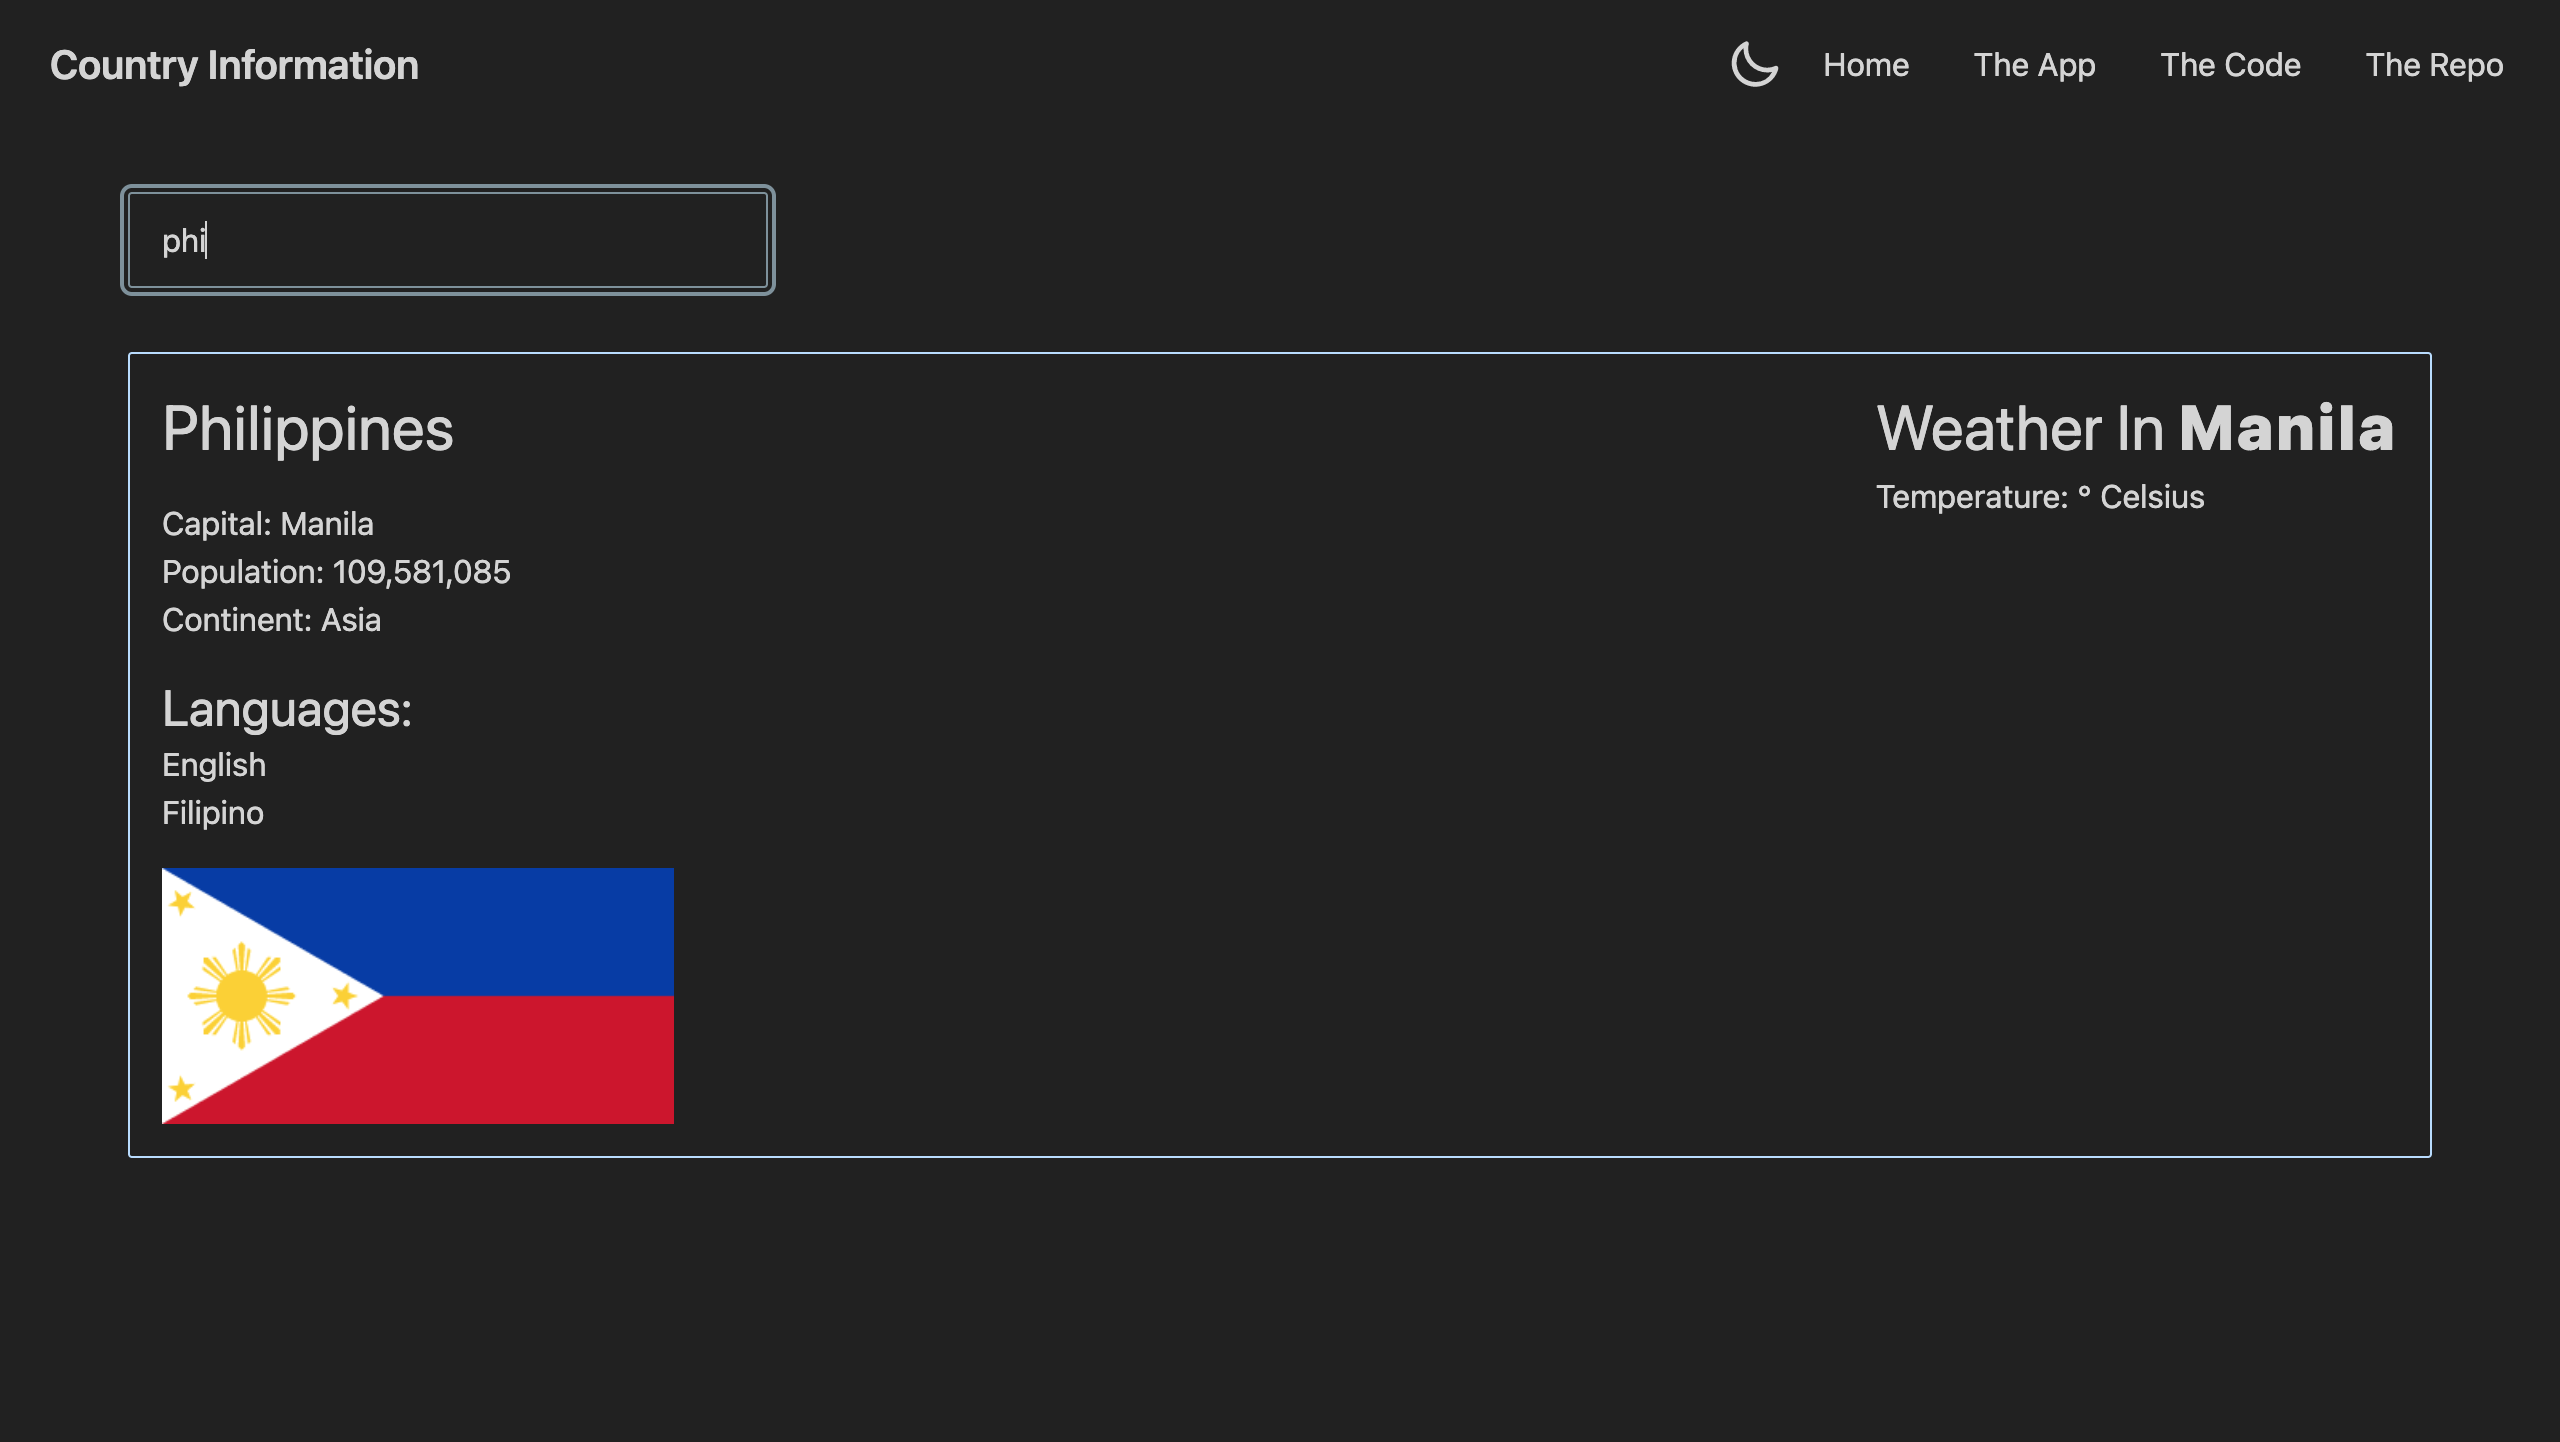 Country Information
Home
The App
The Code
The Repo
phi
Philippines
Capital: Manila
Population: 109,581,085
Continent: Asia
Languages:
English
Filipino
Weather In Manila
Temperature: ° Celsius